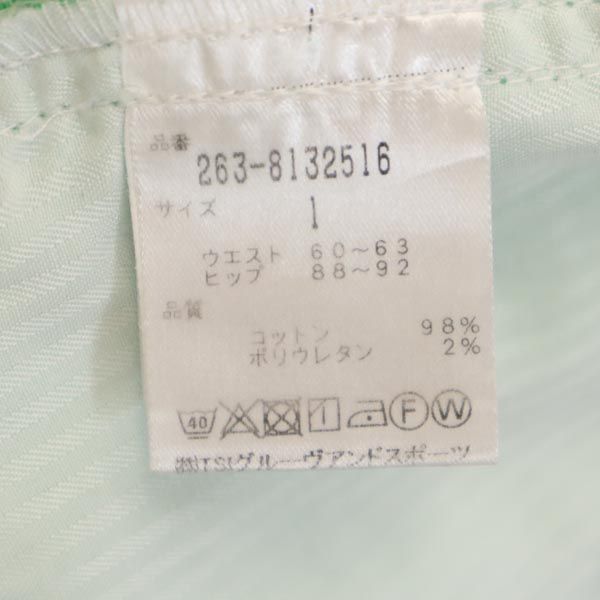 品番
263-8132516
サイズ 1
ウエスト 60～63
ヒップ 88～92
品質
コットン 98%
ポリウレタン 2%
40 F W
㈱TSIグルーヴアンドスポーツ